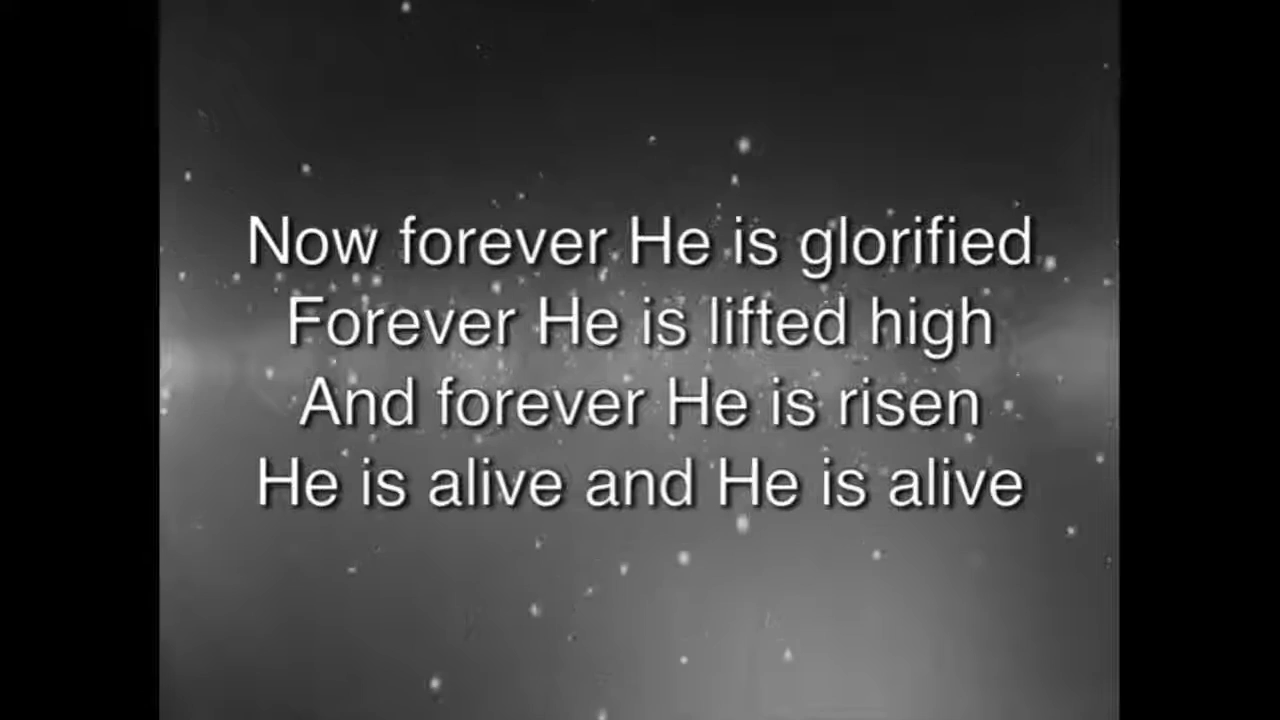 Now forever He is glorified
Forever He is lifted high
And forever He is risen
He is alive and He is alive